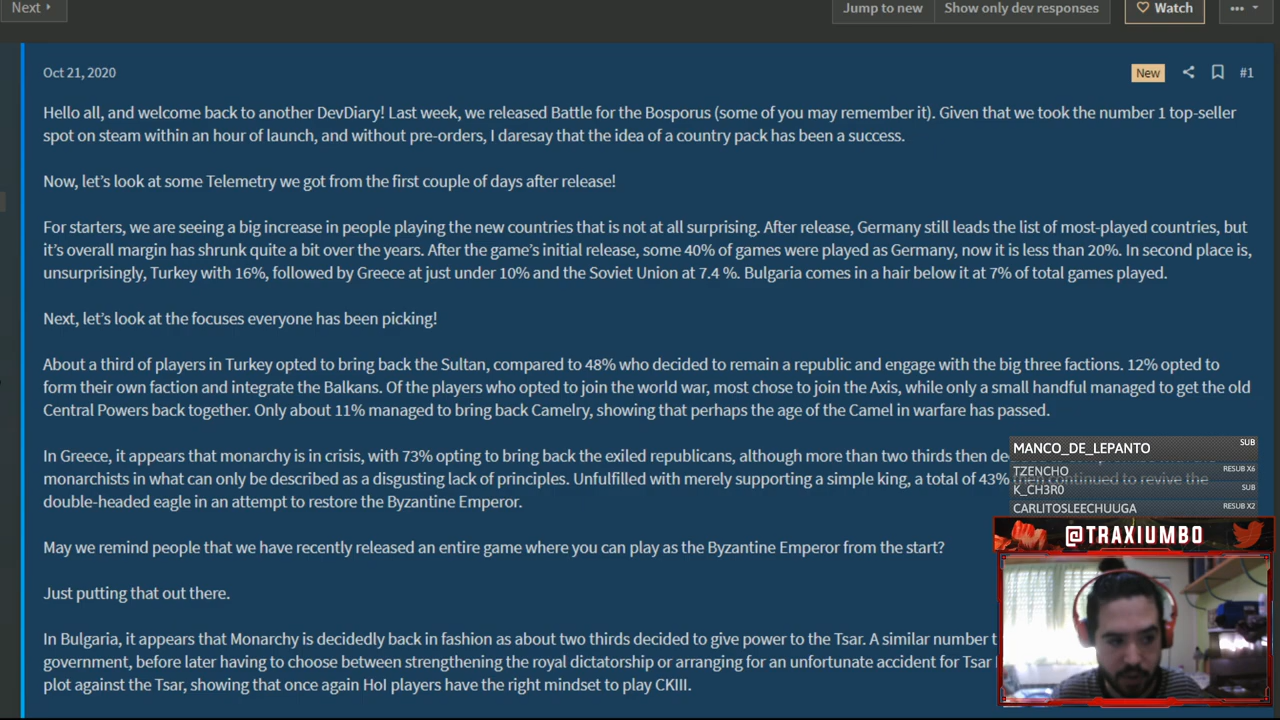 Next
Jump to new
Show only dev responses
Watch
Oct 21, 2020
New
#1
Hello all, and welcome back to another DevDiary! Last week, we released Battle for the Bosporus (some of you may remember it). Given that we took the number 1 top-seller
spot on steam within an hour of launch, and without pre-orders, I daresay that the idea of a country pack has been a success.
Now, let's look at some Telemetry we got from the first couple of days after release!
For starters, we are seeing a big increase in people playing the new countries that is not at all surprising. After release, Germany still leads the list of most-played countries, but
it's overall margin has shrunk quite a bit over the years. After the game's initial release, some 40% of games were played as Germany, now it is less than 20%. In second place is,
unsurprisingly, Turkey with 16%, followed by Greece at just under 10% and the Soviet Union at 7.4 %. Bulgaria comes in a hair below it at 7% of total games played.
Next, let's look at the focuses everyone has been picking!
About a third of players in Turkey opted to bring back the Sultan, compared to 48% who decided to remain a republic and engage with the big three factions. 12% opted to
form their own faction and integrate the Balkans. Of the players who opted to join the world war, most chose to join the Axis, while only a small handful managed to get the old
Central Powers back together. Only about 11% managed to bring back Camelry, showing that perhaps the age of the Camel in warfare has passed.
In Greece, it appears that monarchy is in crisis, with 73% opting to bring back the exiled republicans, although more than two thirds then
monarchists in what can only be described as a disgusting lack of principles. Unfulfilled with merely supporting a simple king, a total of 43% then continued to revive the
double-headed eagle in an attempt to restore the Byzantine Emperor.
May we remind people that we have recently released an entire game where you can play as the Byzantine Emperor from the start?
Just putting that out there.
In Bulgaria, it appears that Monarchy is decidedly back in fashion as about two thirds decided to give power to the Tsar. A similar number
government, before later having to choose between strengthening the royal dictatorship or arranging for an unfortunate accident for Tsar
plot against the Tsar, showing that once again HoI players have the right mindset to play CKIII.
MANCO_DE_LEPANTO SUB
TZENCHO RESUB X6
K_CH3R0 SUB
CARLITOSLEECHUUGA RESUB X2
@TRAXIUMBO